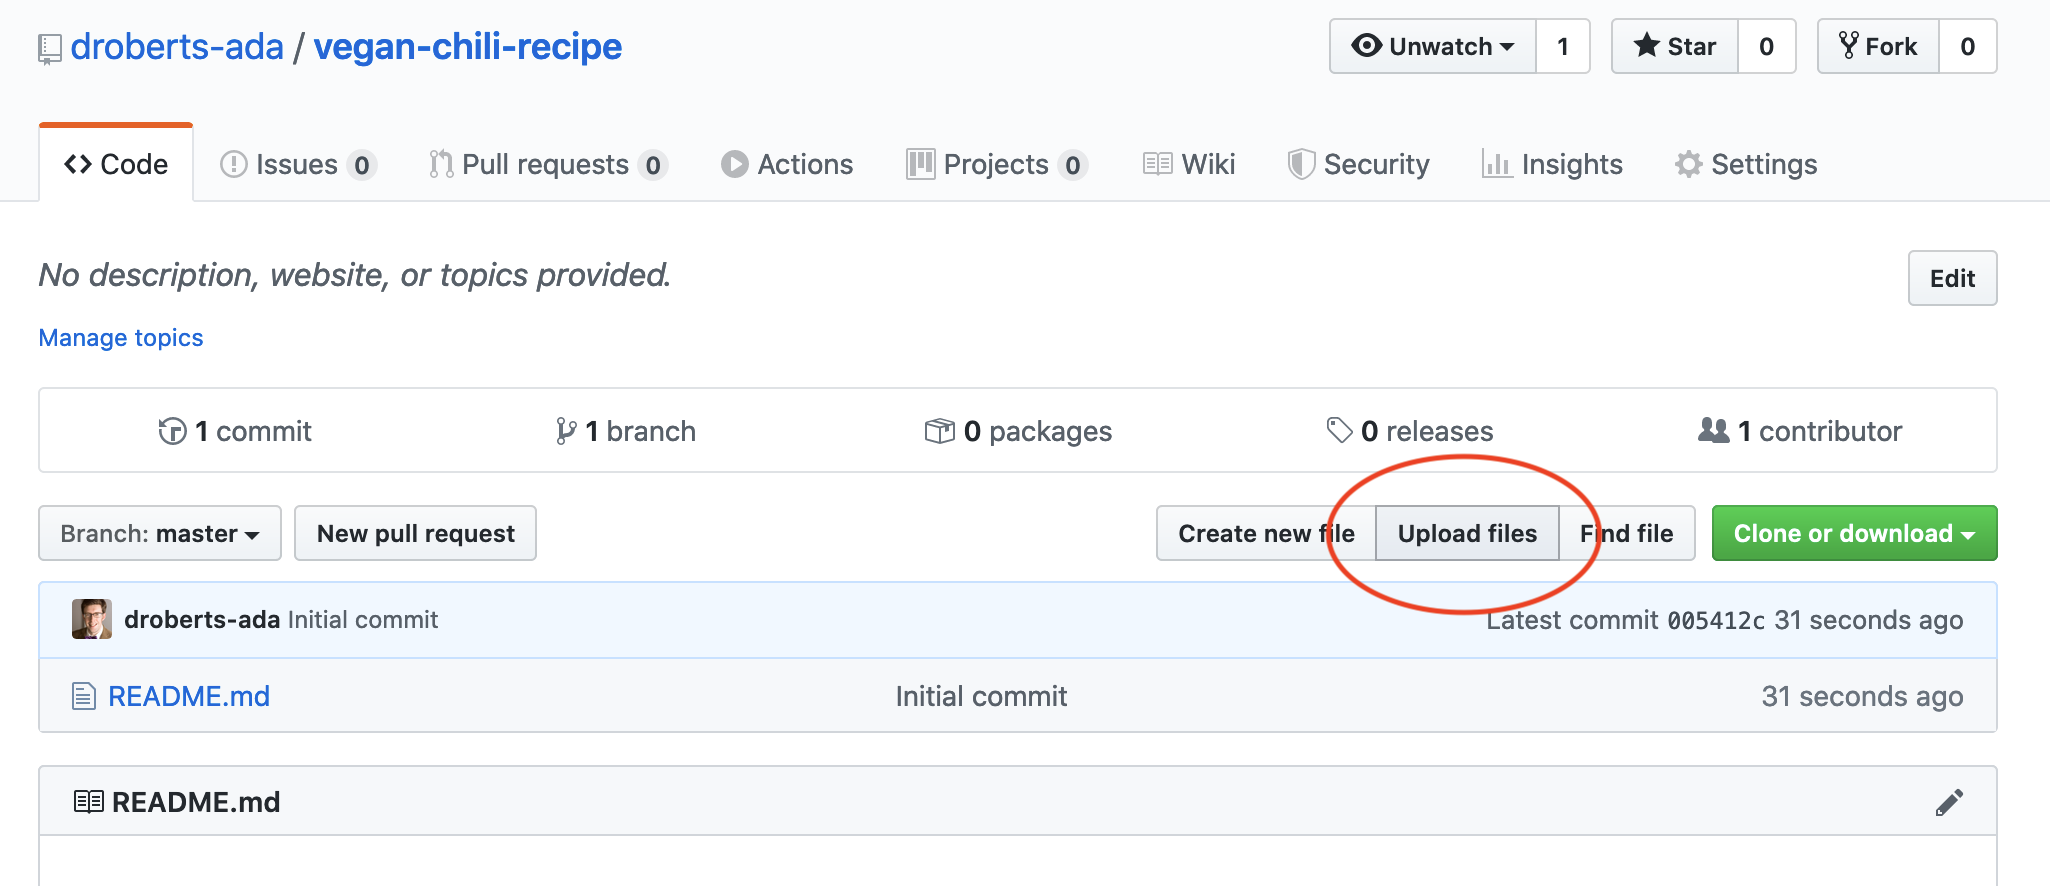 droberts-ada / vegan-chili-recipe
Unwatch 1 Star 0 Fork 0
Code Issues 0 Pull requests 0 Actions Projects 0 Wiki Security Insights Settings
No description, website, or topics provided. Edit
Manage topics
1 commit 1 branch 0 packages 0 releases 1 contributor
Branch: master New pull request Create new file Upload files Find file Clone or download
droberts-ada Initial commit Latest commit 005412c 31 seconds ago
README.md Initial commit 31 seconds ago
README.md